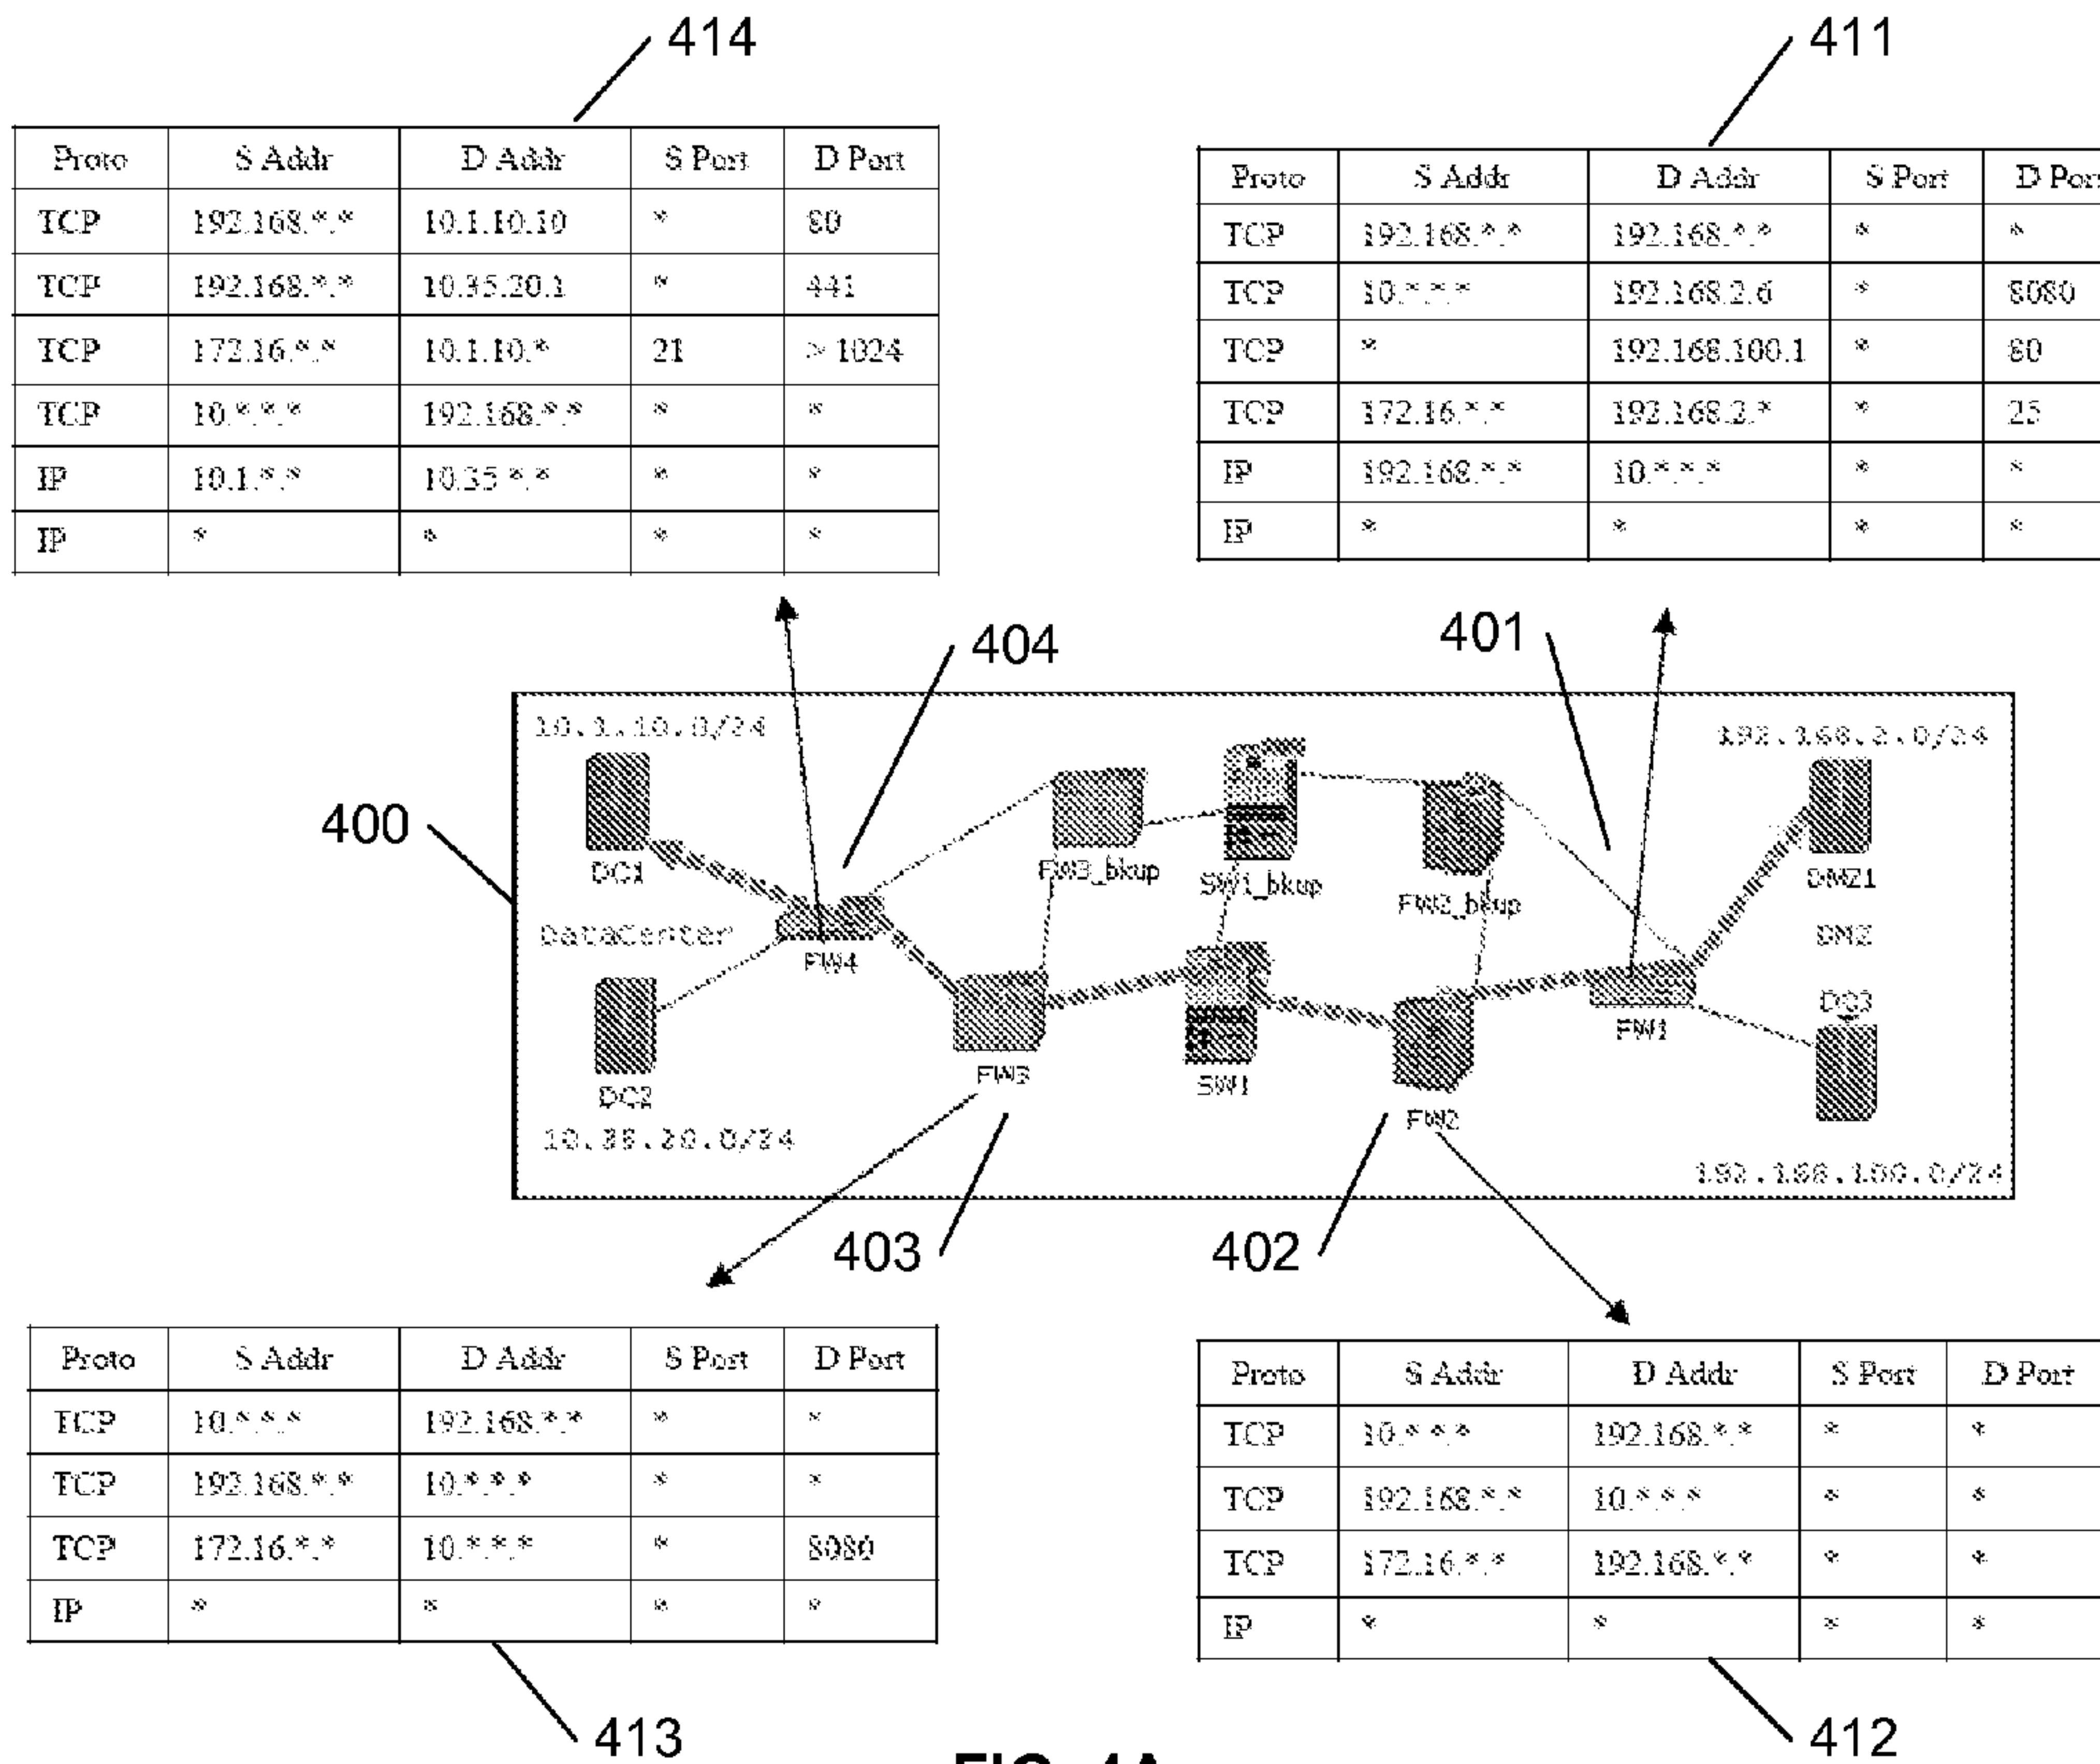 414
411
Proto S Addr D Addr S Port D Port
TCP 192.168.*.* 10.1.10.10 * 80
TCP 192.168.*.* 10.35.20.1 * 441
TCP 172.16.*.* 10.1.10.* 21 > 1024
TCP 10.*.*.* 192.168.*.* * *
IP 10.1.*.* 10.35.*.* * *
IP * * * *
Proto S Addr D Addr S Port D Port
TCP 192.168.*.* 192.168.*.* * *
TCP 10.*.*.* 192.168.2.6 * 8080
TCP * 192.168.100.1 * 80
TCP 172.16.*.* 192.168.2.* * 25
IP 192.168.*.* 10.*.*.* * *
IP * * * *
404
401
400
10.1.10.0/24
192.168.2.0/24
DC1
FW3_bkup
SW1_bkup
FW2_bkup
DMZ1
DataCenter
FW4
DMZ
DC3
FW1
DC2
FW3
SW1
FW2
10.35.20.0/24
192.168.100.0/24
403
402
Proto S Addr D Addr S Port D Port
TCP 10.*.*.* 192.168.*.* * *
TCP 192.168.*.* 10.*.*.* * *
TCP 172.16.*.* 10.*.*.* * 8080
IP * * * *
Proto S Addr D Addr S Port D Port
TCP 10.*.*.* 192.168.*.* * *
TCP 192.168.*.* 10.*.*.* * *
TCP 172.16.*.* 192.168.*.* * *
IP * * * *
413
412
FIG. 4A